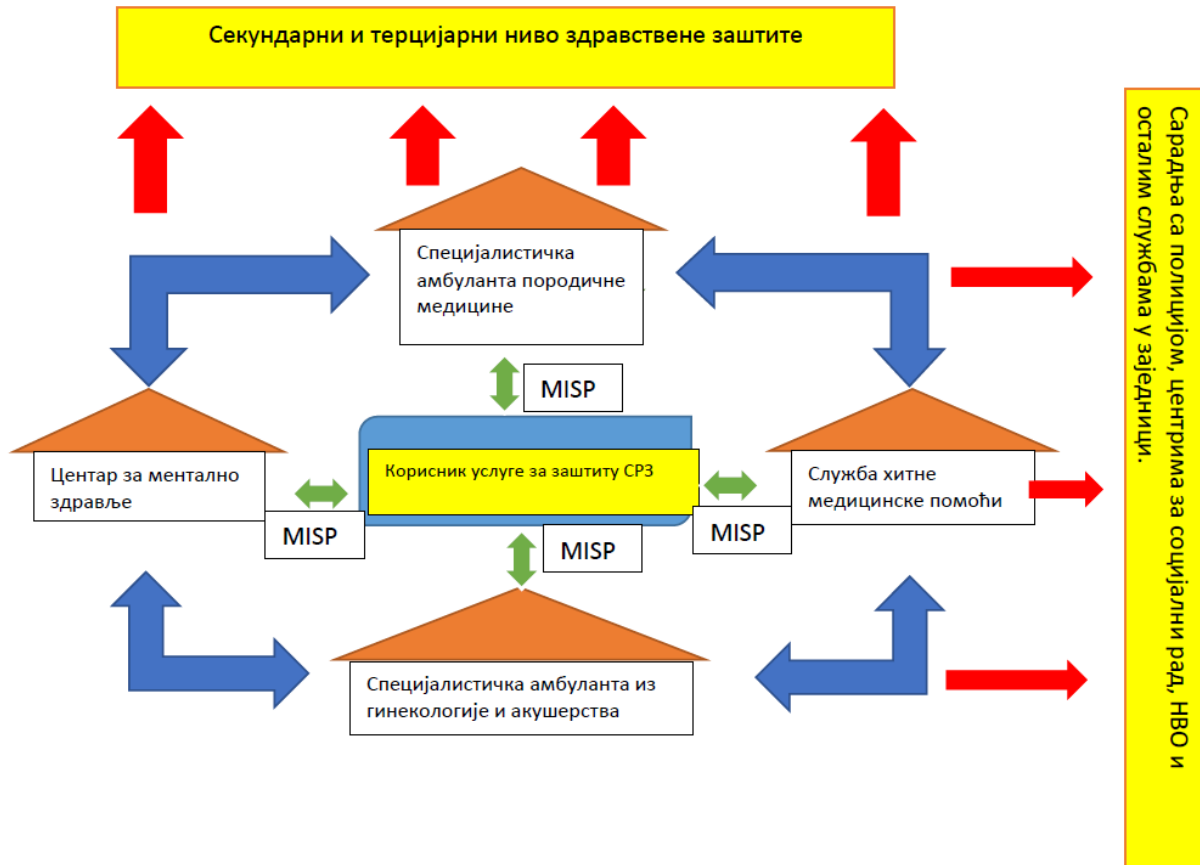 Секундарни и терцијарни ниво здравствене заштите
Сарадња са полицијом, центрима за социјални рад, НВО и
осталим службама у заједници.
Специјалистичка
амбуланта породичне
медицине
MISP
Центар за ментално
здравље
MISP
Корисник услуге за заштиту СРЗ
MISP
Служба хитне
медицинске помоћи
MISP
Специјалистичка амбуланта из
гинекологије и акушерства